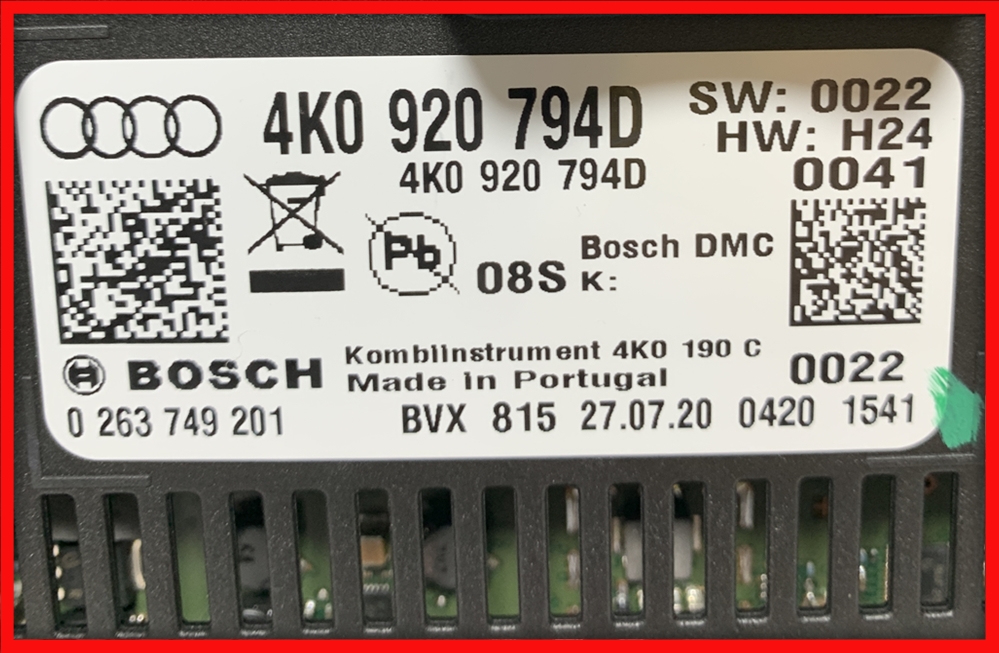 4K0 920 794D
SW: 0022
HW: H24
4K0 920 794D
0041
Pb
08S
Bosch DMC
K:
Kombiinstrument 4K0 190 C
BOSCH
Made in Portugal
0022
0 263 749 201
BVX 815 27.07.20 0420 1541